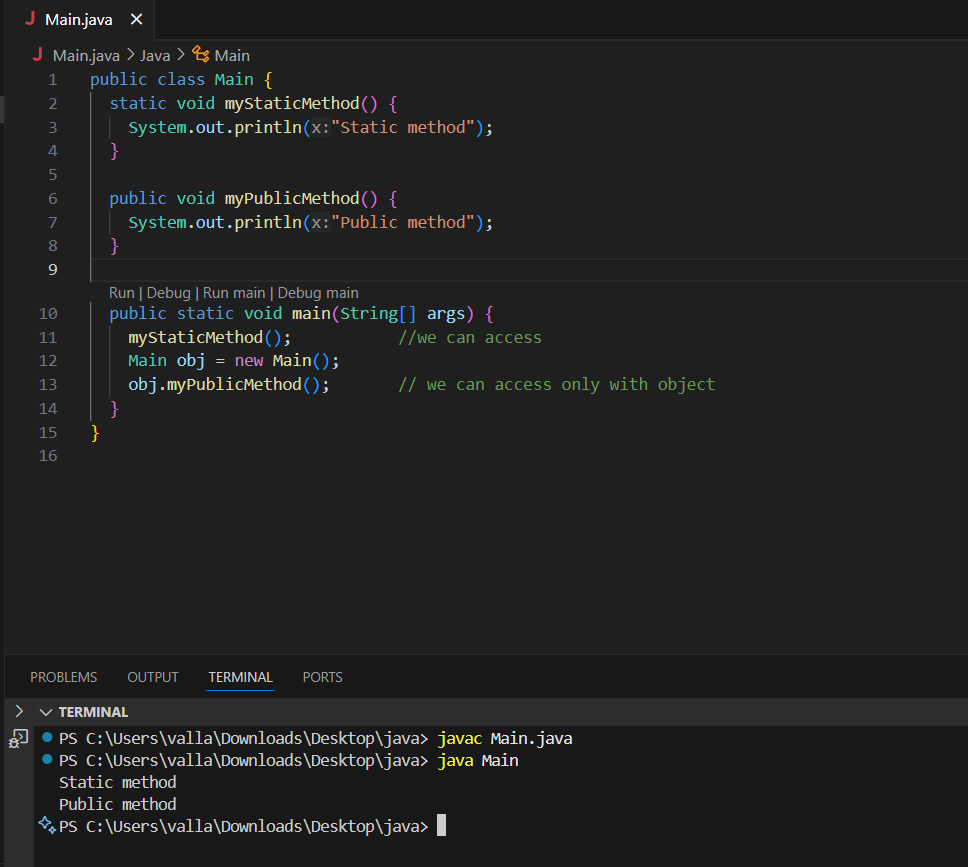 J Main.java ×
J Main.java > Java > Main
1 public class Main {
2   static void myStaticMethod() {
3     System.out.println(x:"Static method");
4   }
5
6   public void myPublicMethod() {
7     System.out.println(x:"Public method");
8   }
9
Run | Debug | Run main | Debug main
10   public static void main(String[] args) {
11     myStaticMethod();           //we can access
12     Main obj = new Main();
13     obj.myPublicMethod();       // we can access only with object
14   }
15 }
16
PROBLEMS OUTPUT TERMINAL PORTS
TERMINAL
PS C:\Users\valla\Downloads\Desktop\java> javac Main.java
PS C:\Users\valla\Downloads\Desktop\java> java Main
Static method
Public method
PS C:\Users\valla\Downloads\Desktop\java>